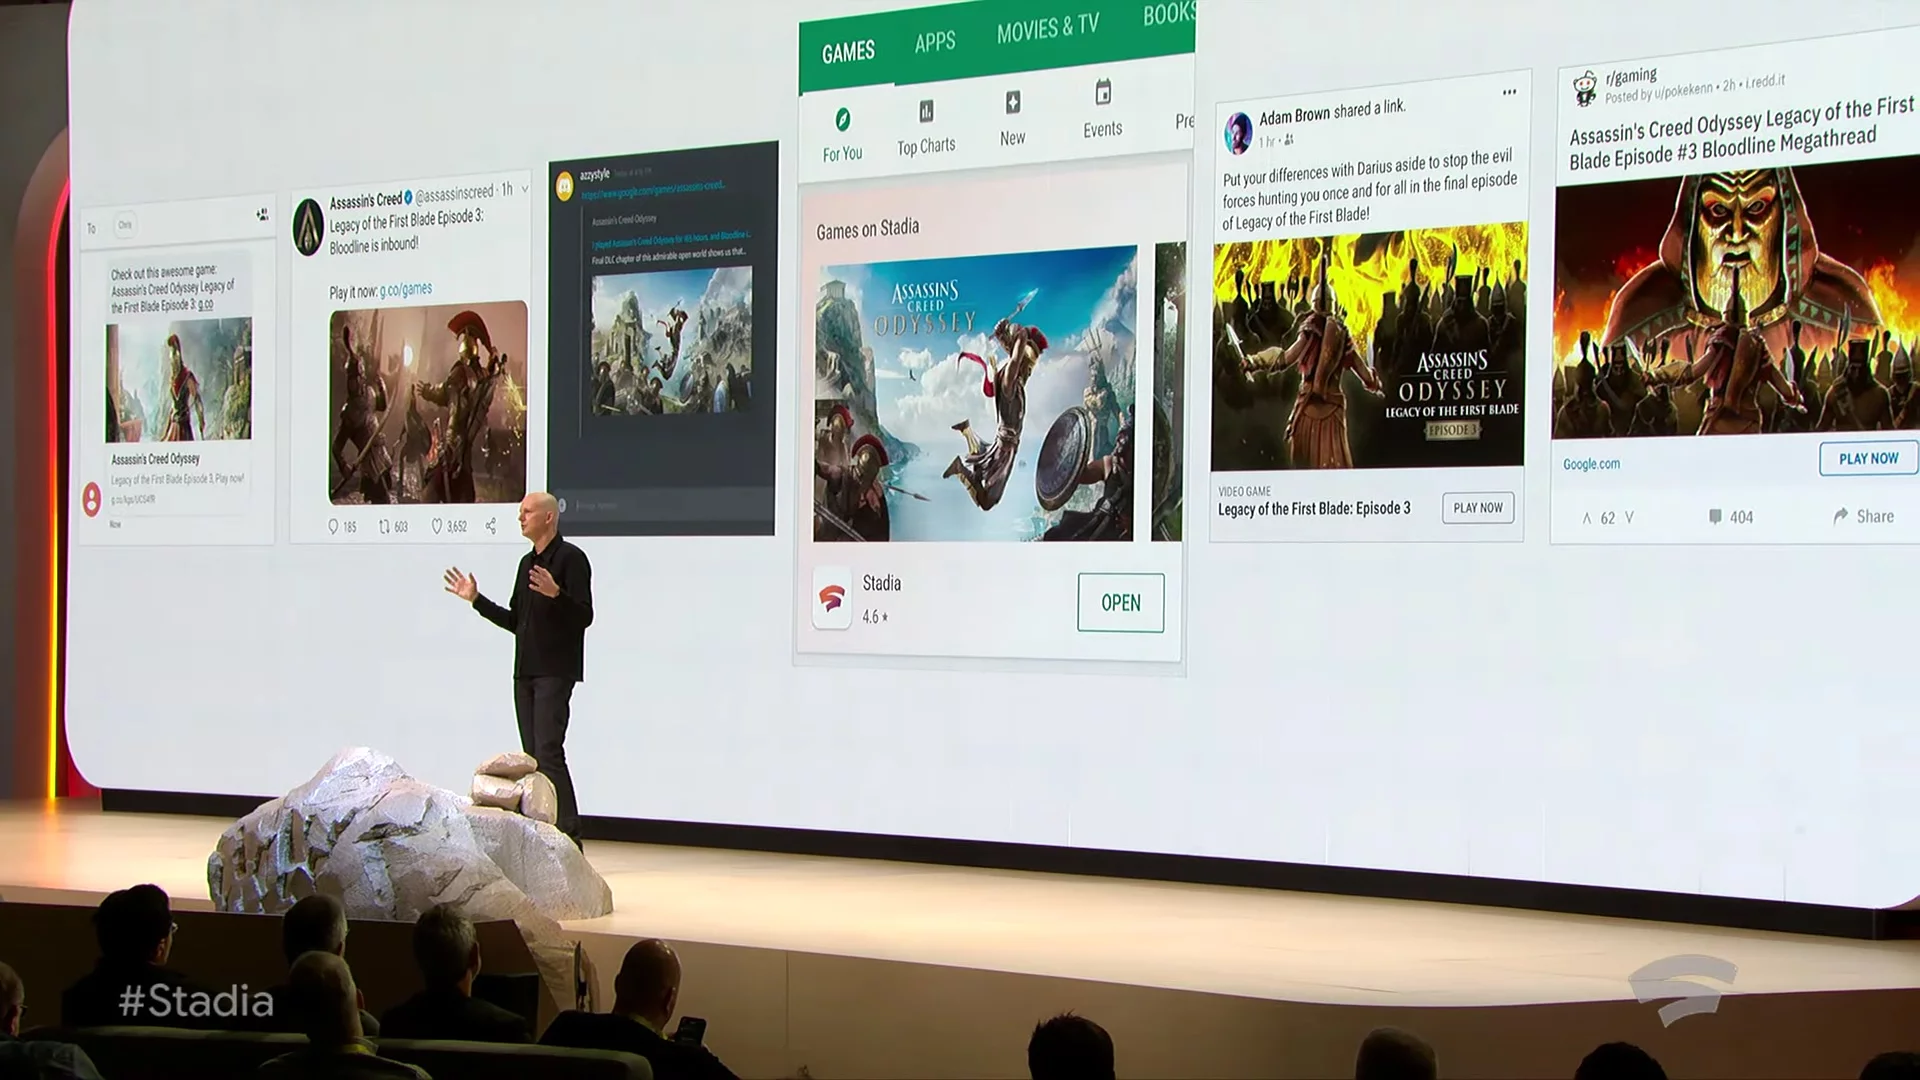 To
Chris
Check out this awesome game:
Assassin's Creed Odyssey Legacy of
the First Blade Episode 3: g.co
Assassin's Creed Odyssey
Legacy of the First Blade Episode 3, Play now!
Now
Assassin's Creed @assassinscreed · 1h
Legacy of the First Blade Episode 3:
Bloodline is inbound!
Play it now: g.co/games
185 603 3,652
azzystyle
https://www.google.com/games/assassins-creed...
Assassin's Creed Odyssey
I played Assassin's Creed Odyssey for 165 hours, and Bloodline i...
Final DLC chapter of this admirable open world shows us that...
GAMES APPS MOVIES & TV BOOKS
For You Top Charts New Events Pre
Games on Stadia
ASSASSIN'S
CREED
ODYSSEY
Stadia
4.6 ★
OPEN
Adam Brown shared a link.
1 hr •
Put your differences with Darius aside to stop the evil
forces hunting you once and for all in the final episode
of Legacy of the First Blade!
ASSASSIN'S
CREED
ODYSSEY
LEGACY OF THE FIRST BLADE
EPISODE 3
VIDEO GAME
Legacy of the First Blade: Episode 3
PLAY NOW
r/gaming
Posted by u/pokekenn • 2h • i.redd.it
Assassin's Creed Odyssey Legacy of the First
Blade Episode #3 Bloodline Megathread
Google.com
PLAY NOW
62 404 Share
#Stadia